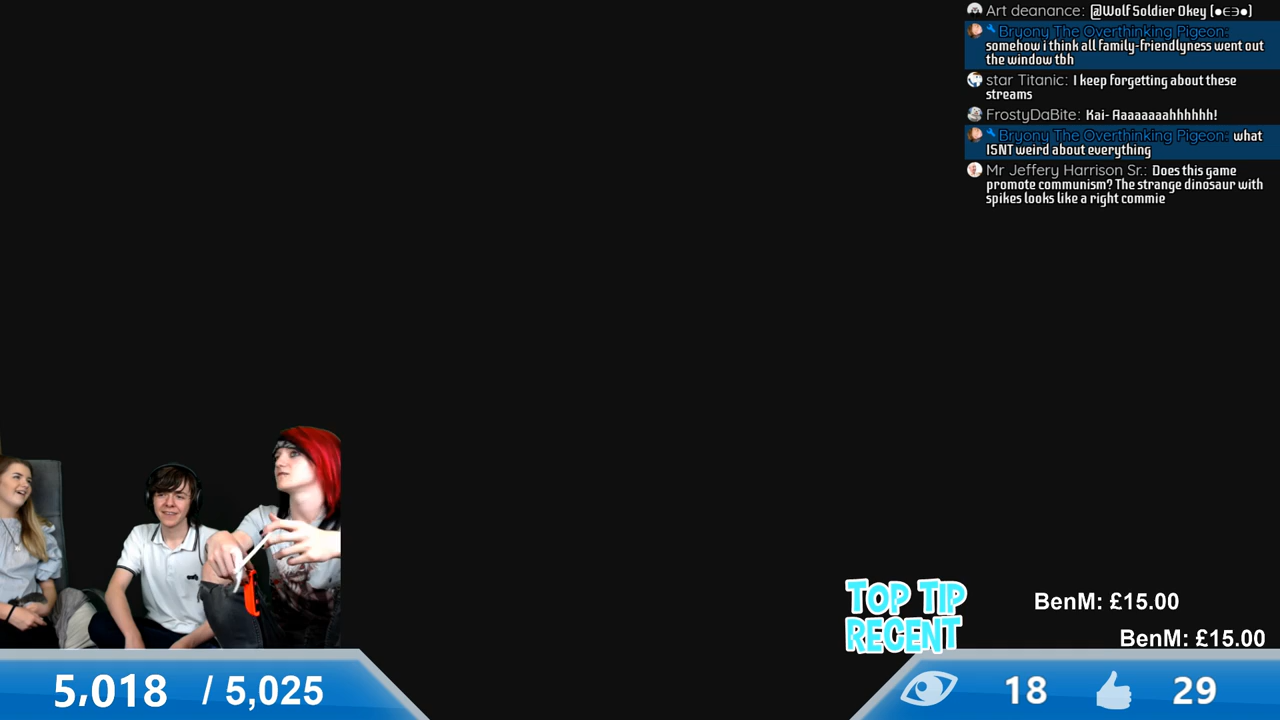 Art deanance: @Wolf Soldier Okey (●∈∋●)
Bryony The Overthinking Pigeon:
somehow i think all family-friendlyness went out
the window tbh
star Titanic: I keep forgetting about these
streams
FrostyDaBite: Kai- Aaaaaaaahhhhhh!
Bryony The Overthinking Pigeon: what
ISNT weird about everything
Mr Jeffery Harrison Sr.: Does this game
promote communism? The strange dinosaur with
spikes looks like a right commie
TOP TIP BenM: £15.00
RECENT BenM: £15.00
5,018 / 5,025
18 29